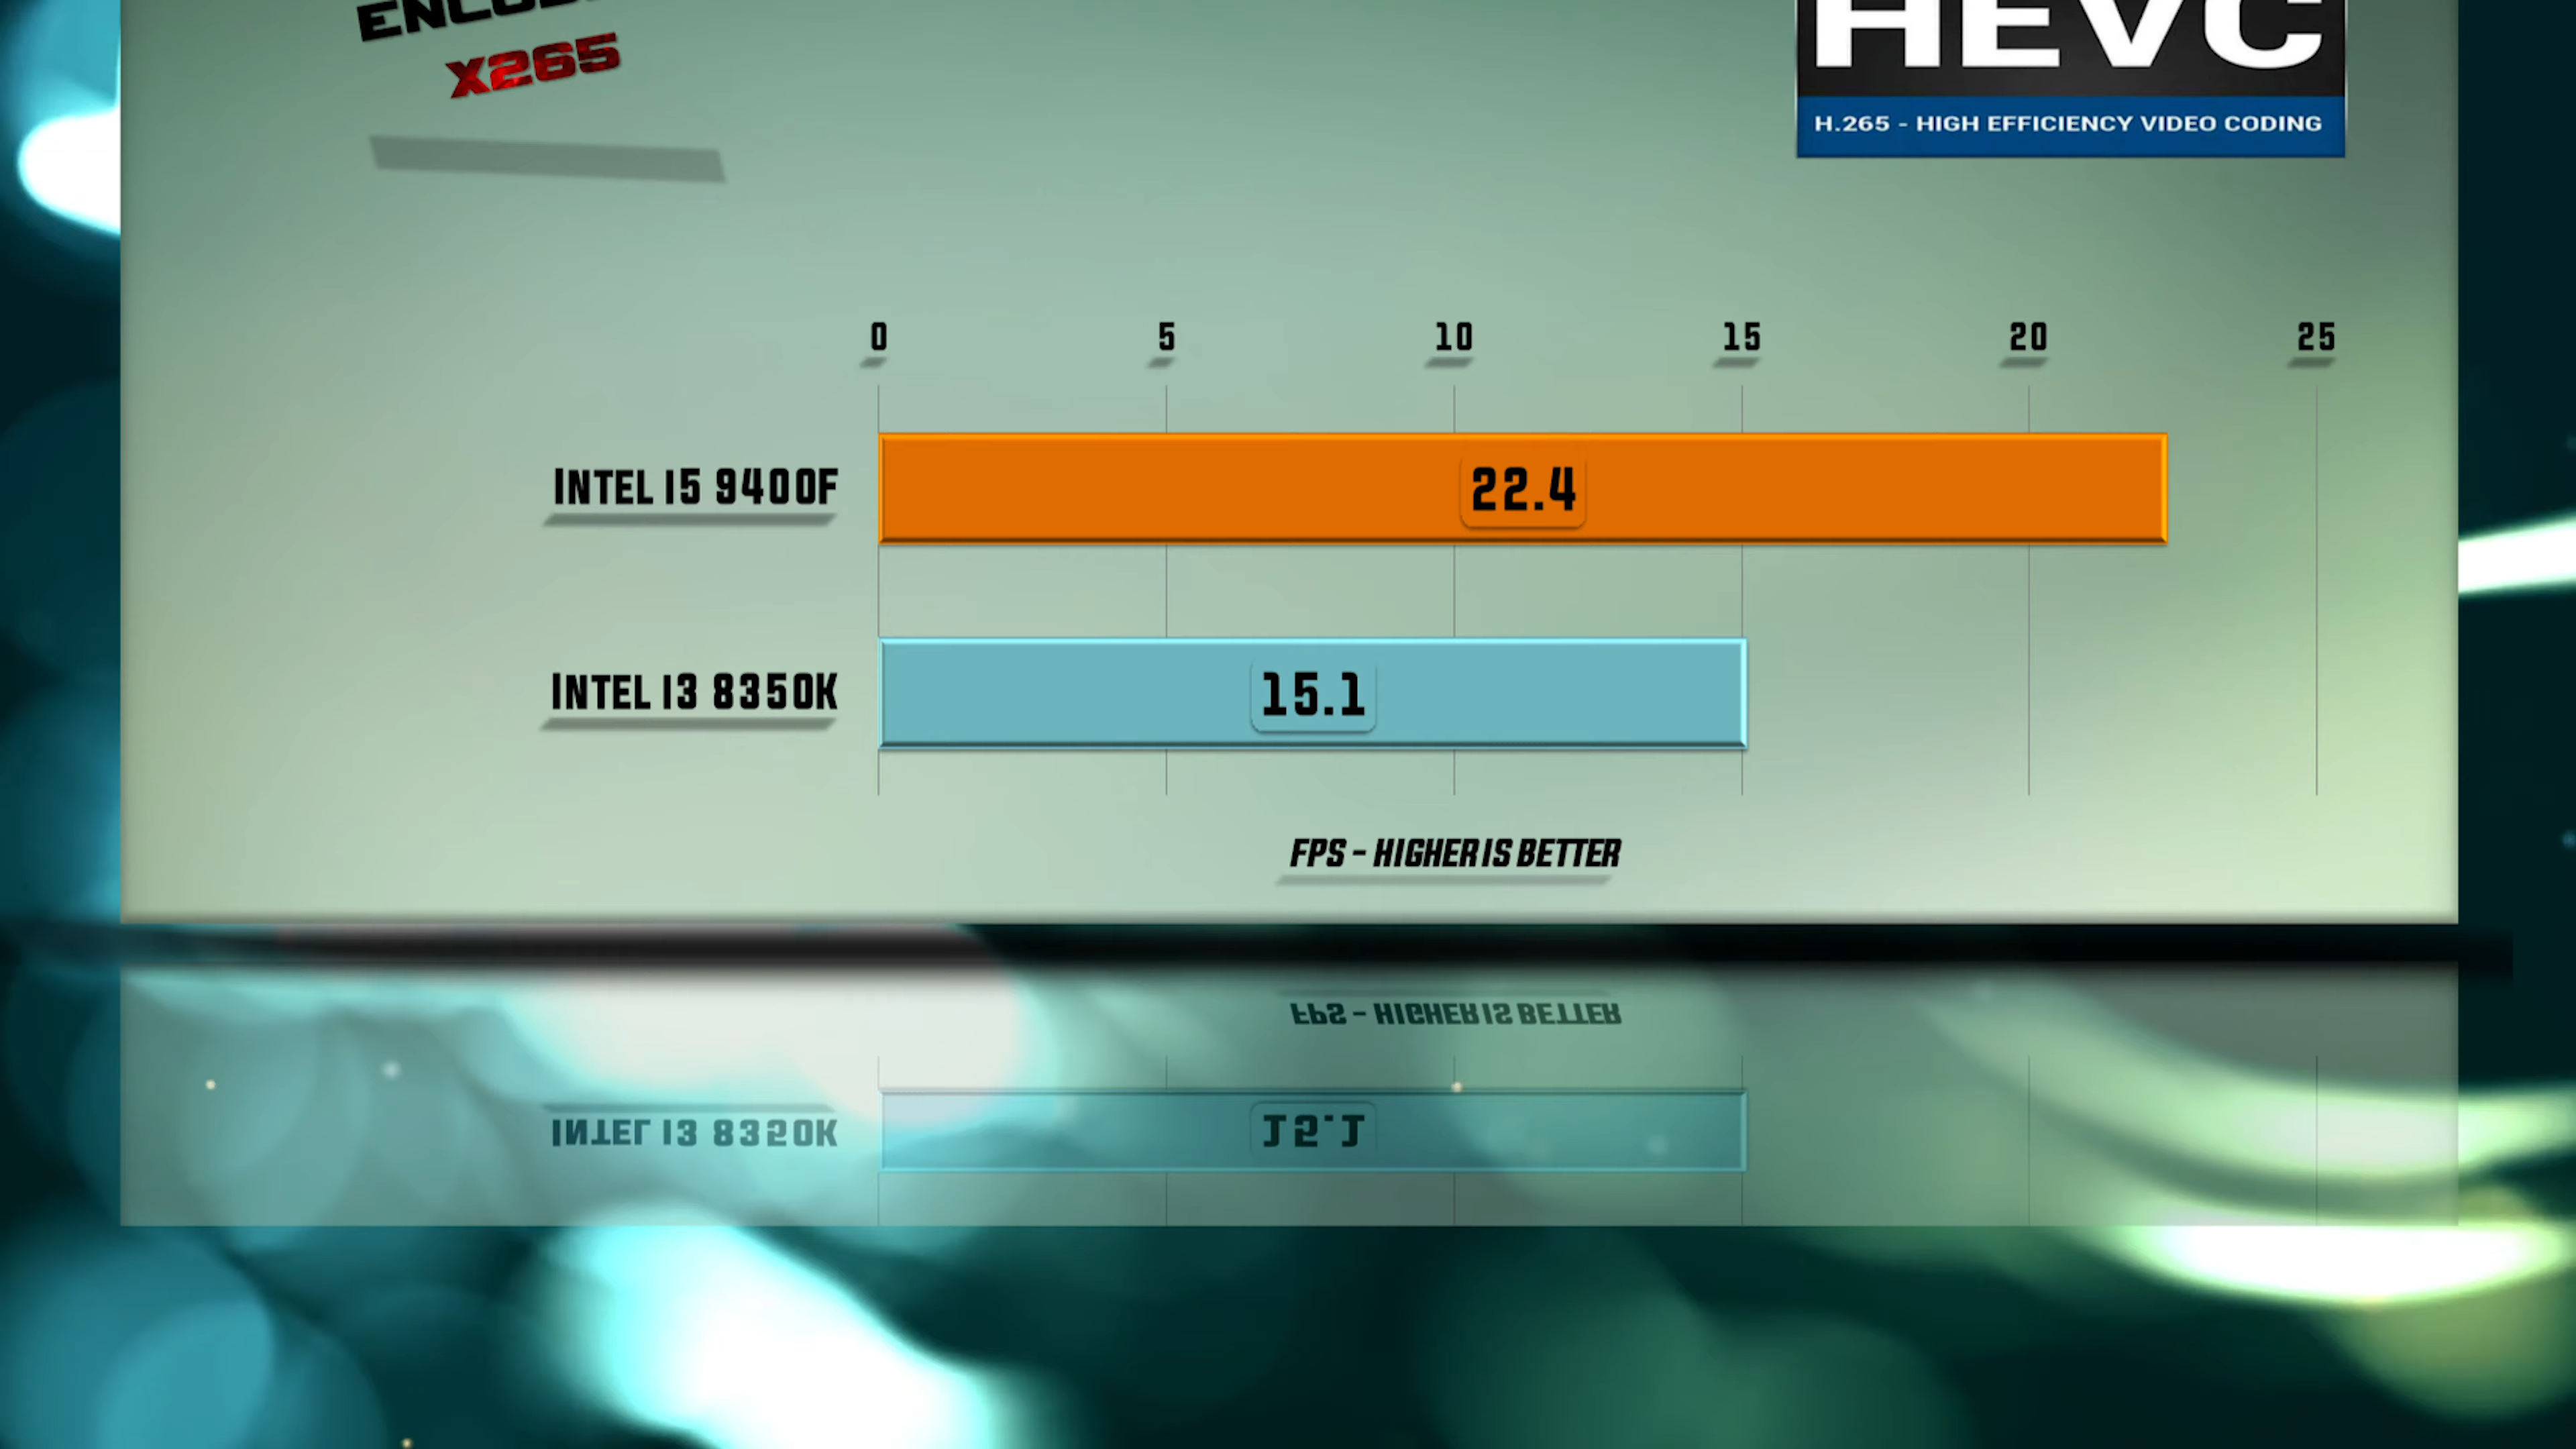 X265
HEVC
H.265 - HIGH EFFICIENCY VIDEO CODING
0 5 10 15 20 25
INTEL I5 9400F 22.4
INTEL I3 8350K 15.1
FPS - HIGHER IS BETTER
FPS - HIGHER IS BETTER
INTEL I3 8350K 15.1